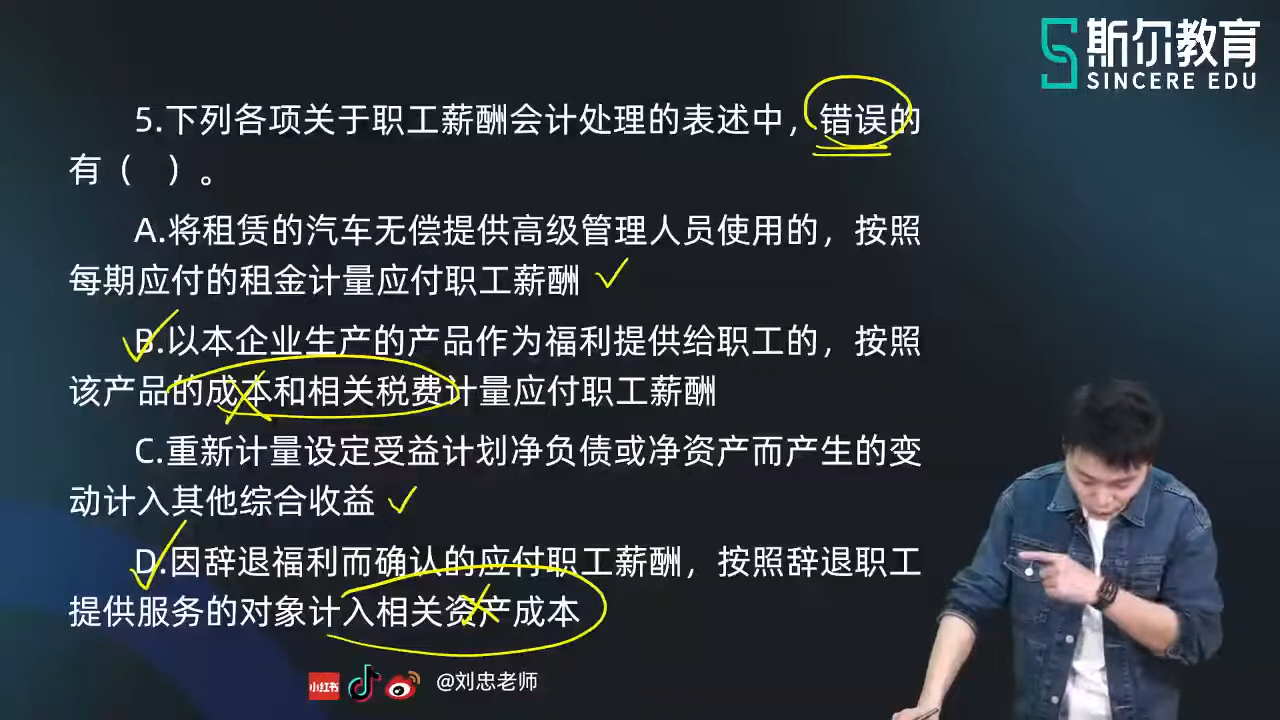 斯尔教育
SINCERE EDU
5.下列各项关于职工薪酬会计处理的表述中，错误的
有（ ）。
A.将租赁的汽车无偿提供高级管理人员使用的，按照
每期应付的租金计量应付职工薪酬
B.以本企业生产的产品作为福利提供给职工的，按照
该产品的成本和相关税费计量应付职工薪酬
C.重新计量设定受益计划净负债或净资产而产生的变
动计入其他综合收益
D.因辞退福利而确认的应付职工薪酬，按照辞退职工
提供服务的对象计入相关资产成本
小红书 @刘忠老师